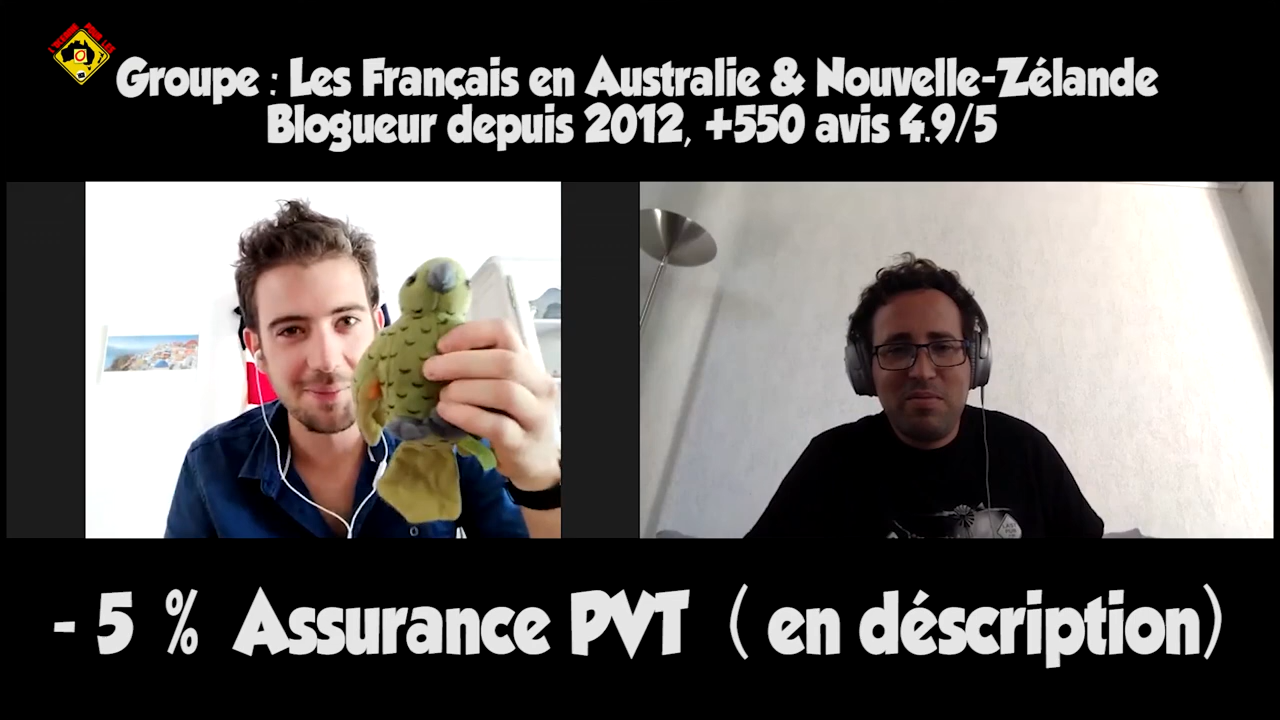 Groupe : Les Français en Australie & Nouvelle-Zélande
Blogueur depuis 2012, +550 avis 4.9/5
- 5 % Assurance PVT ( en déscription)